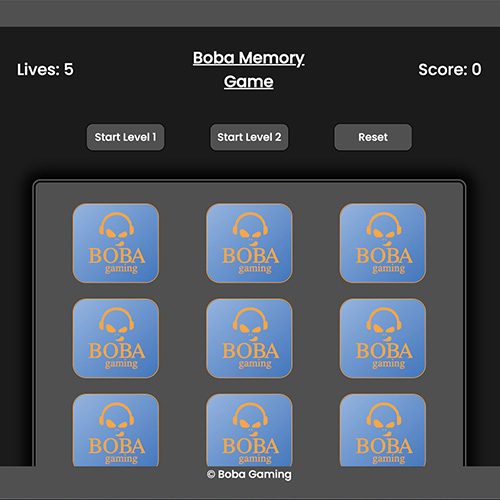 Lives: 5
Boba Memory
Game
Score: 0
Start Level 1
Start Level 2
Reset
BOBA
gaming
BOBA
gaming
BOBA
gaming
BOBA
gaming
BOBA
gaming
BOBA
gaming
BOBA
gaming
BOBA
gaming
BOBA
gaming
© Boba Gaming